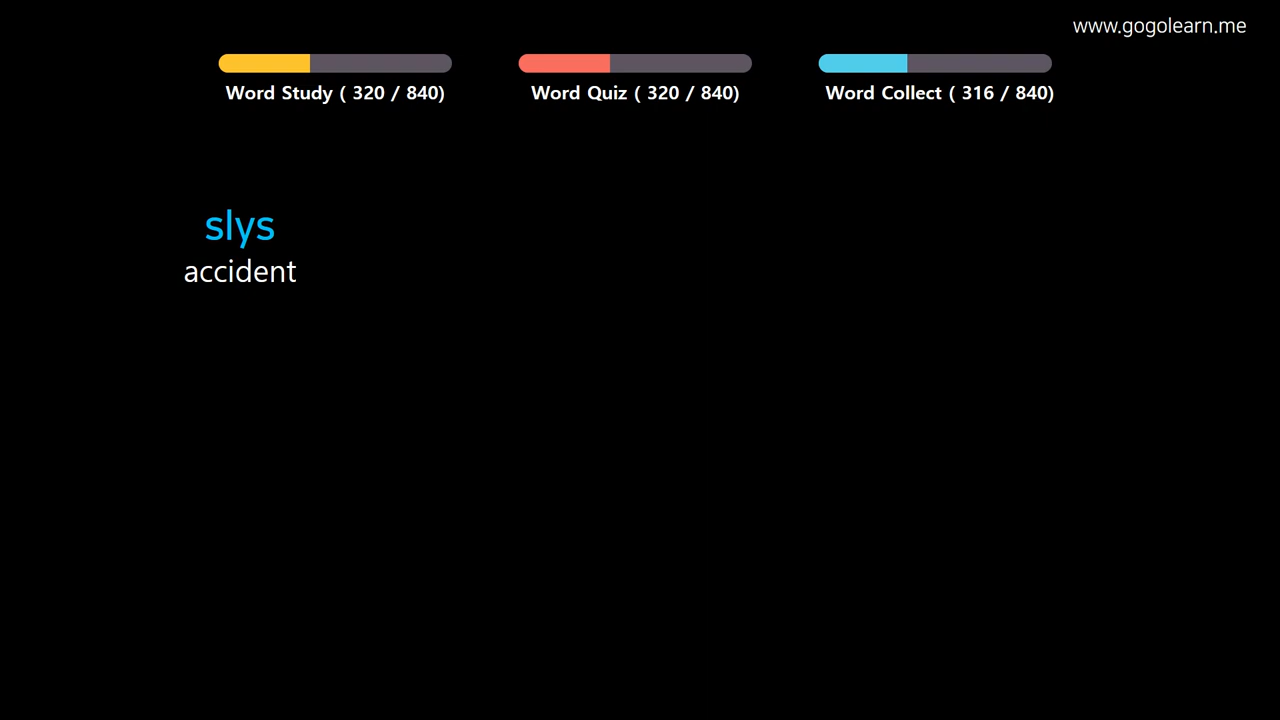 www.gogolearn.me
Word Study ( 320 / 840)
Word Quiz ( 320 / 840)
Word Collect ( 316 / 840)
slys
accident